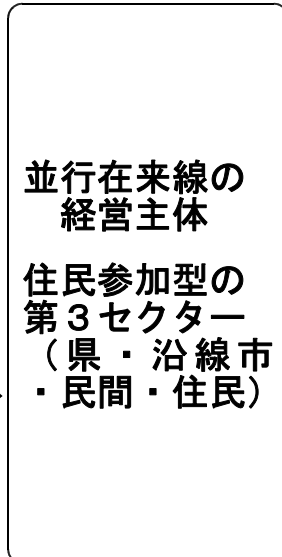 並行在来線の
経営主体
住民参加型の
第３セクター
（県・沿線市
・民間・住民）